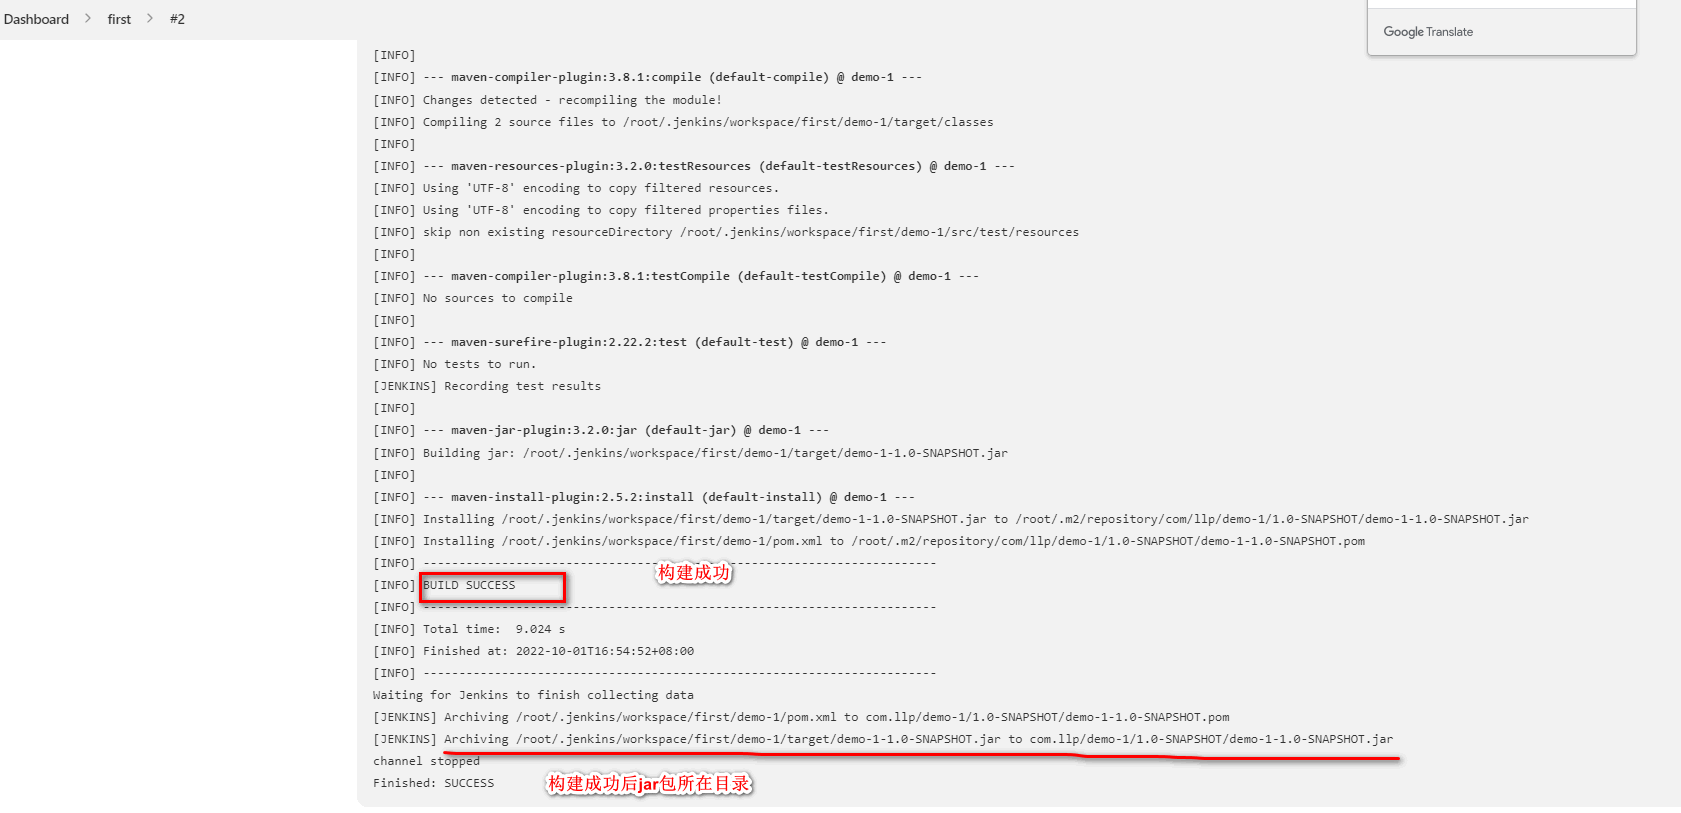 Dashboard > first > #2
Google Translate
[INFO]
[INFO] --- maven-compiler-plugin:3.8.1:compile (default-compile) @ demo-1 ---
[INFO] Changes detected - recompiling the module!
[INFO] Compiling 2 source files to /root/.jenkins/workspace/first/demo-1/target/classes
[INFO]
[INFO] --- maven-resources-plugin:3.2.0:testResources (default-testResources) @ demo-1 ---
[INFO] Using 'UTF-8' encoding to copy filtered resources.
[INFO] Using 'UTF-8' encoding to copy filtered properties files.
[INFO] skip non existing resourceDirectory /root/.jenkins/workspace/first/demo-1/src/test/resources
[INFO]
[INFO] --- maven-compiler-plugin:3.8.1:testCompile (default-testCompile) @ demo-1 ---
[INFO] No sources to compile
[INFO]
[INFO] --- maven-surefire-plugin:2.22.2:test (default-test) @ demo-1 ---
[INFO] No tests to run.
[JENKINS] Recording test results
[INFO]
[INFO] --- maven-jar-plugin:3.2.0:jar (default-jar) @ demo-1 ---
[INFO] Building jar: /root/.jenkins/workspace/first/demo-1/target/demo-1-1.0-SNAPSHOT.jar
[INFO]
[INFO] --- maven-install-plugin:2.5.2:install (default-install) @ demo-1 ---
[INFO] Installing /root/.jenkins/workspace/first/demo-1/target/demo-1-1.0-SNAPSHOT.jar to /root/.m2/repository/com/llp/demo-1/1.0-SNAPSHOT/demo-1-1.0-SNAPSHOT.jar
[INFO] Installing /root/.jenkins/workspace/first/demo-1/pom.xml to /root/.m2/repository/com/llp/demo-1/1.0-SNAPSHOT/demo-1-1.0-SNAPSHOT.pom
[INFO] ------------------------------------------------------------------------
构建成功
[INFO] BUILD SUCCESS
[INFO] ------------------------------------------------------------------------
[INFO] Total time:  9.024 s
[INFO] Finished at: 2022-10-01T16:54:52+08:00
[INFO] ------------------------------------------------------------------------
Waiting for Jenkins to finish collecting data
[JENKINS] Archiving /root/.jenkins/workspace/first/demo-1/pom.xml to com.llp/demo-1/1.0-SNAPSHOT/demo-1-1.0-SNAPSHOT.pom
[JENKINS] Archiving /root/.jenkins/workspace/first/demo-1/target/demo-1-1.0-SNAPSHOT.jar to com.llp/demo-1/1.0-SNAPSHOT/demo-1-1.0-SNAPSHOT.jar
channel stopped
Finished: SUCCESS
构建成功后jar包所在目录